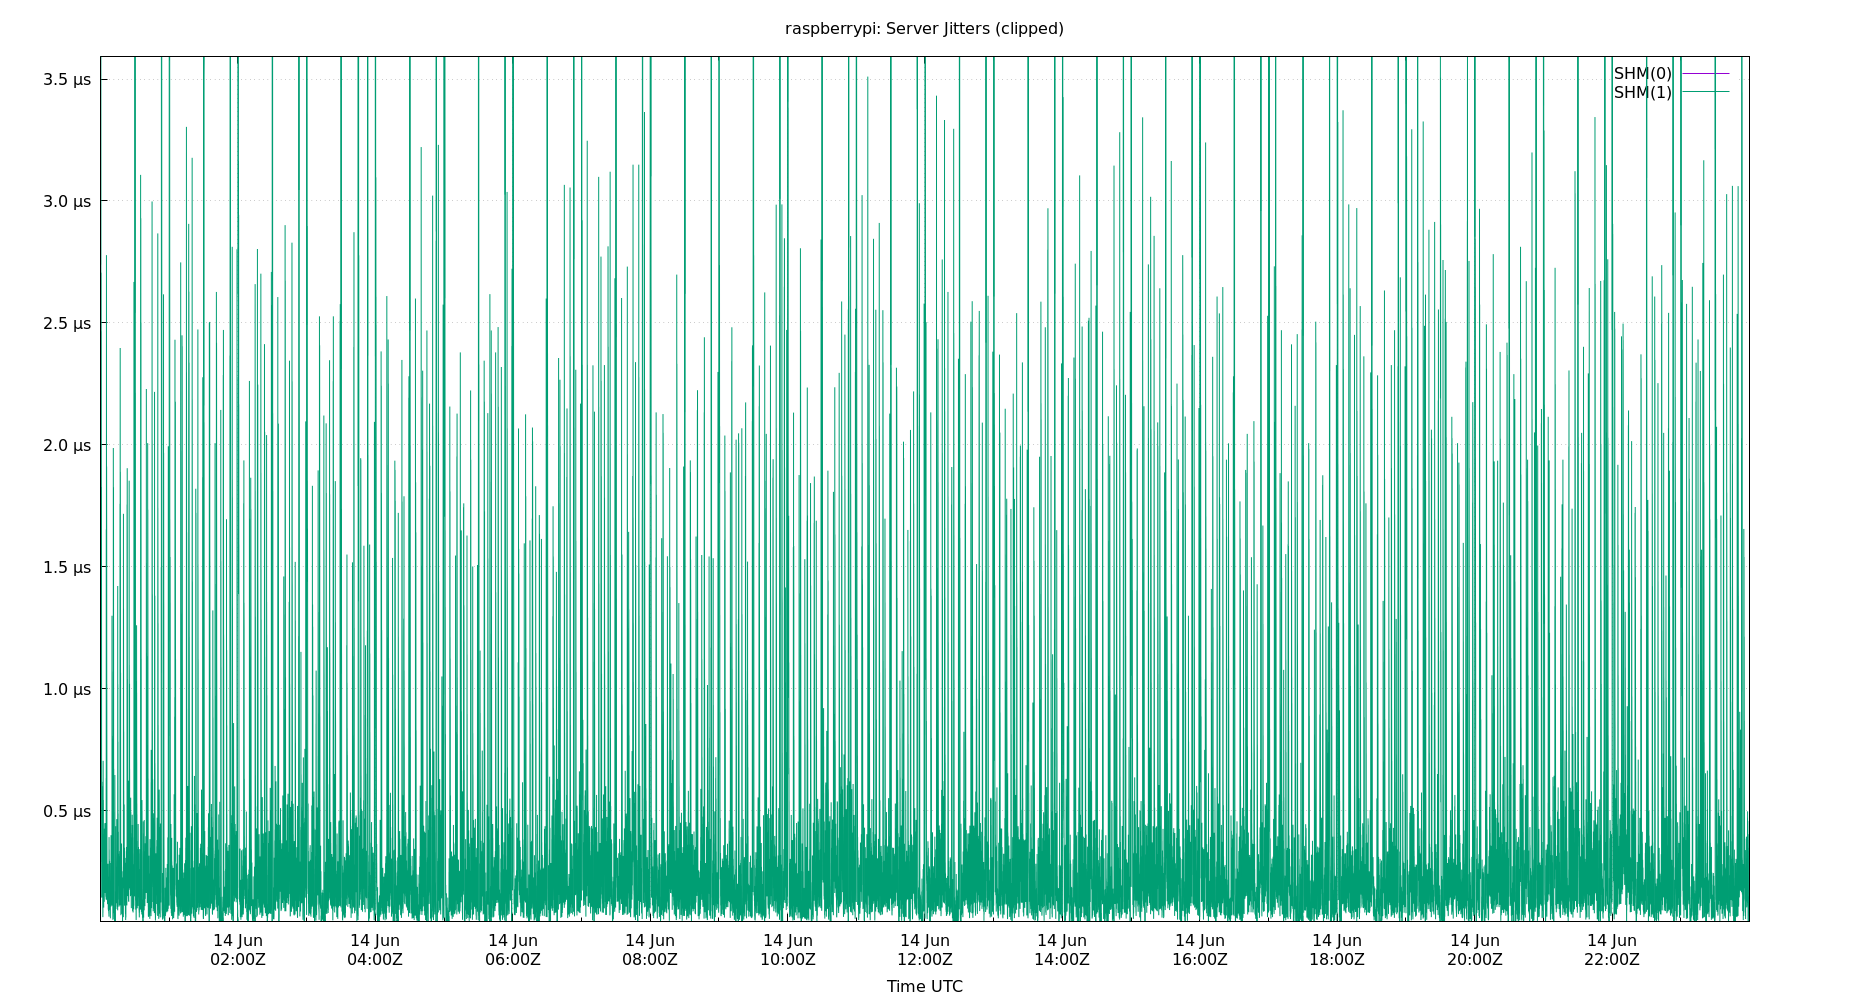 raspberrypi: Server Jitters (clipped)
3.5 µs
3.0 µs
2.5 µs
2.0 µs
1.5 µs
1.0 µs
0.5 µs
SHM(0)
SHM(1)
14 Jun 14 Jun 14 Jun 14 Jun 14 Jun 14 Jun 14 Jun 14 Jun 14 Jun 14 Jun 14 Jun
02:00Z 04:00Z 06:00Z 08:00Z 10:00Z 12:00Z 14:00Z 16:00Z 18:00Z 20:00Z 22:00Z
Time UTC